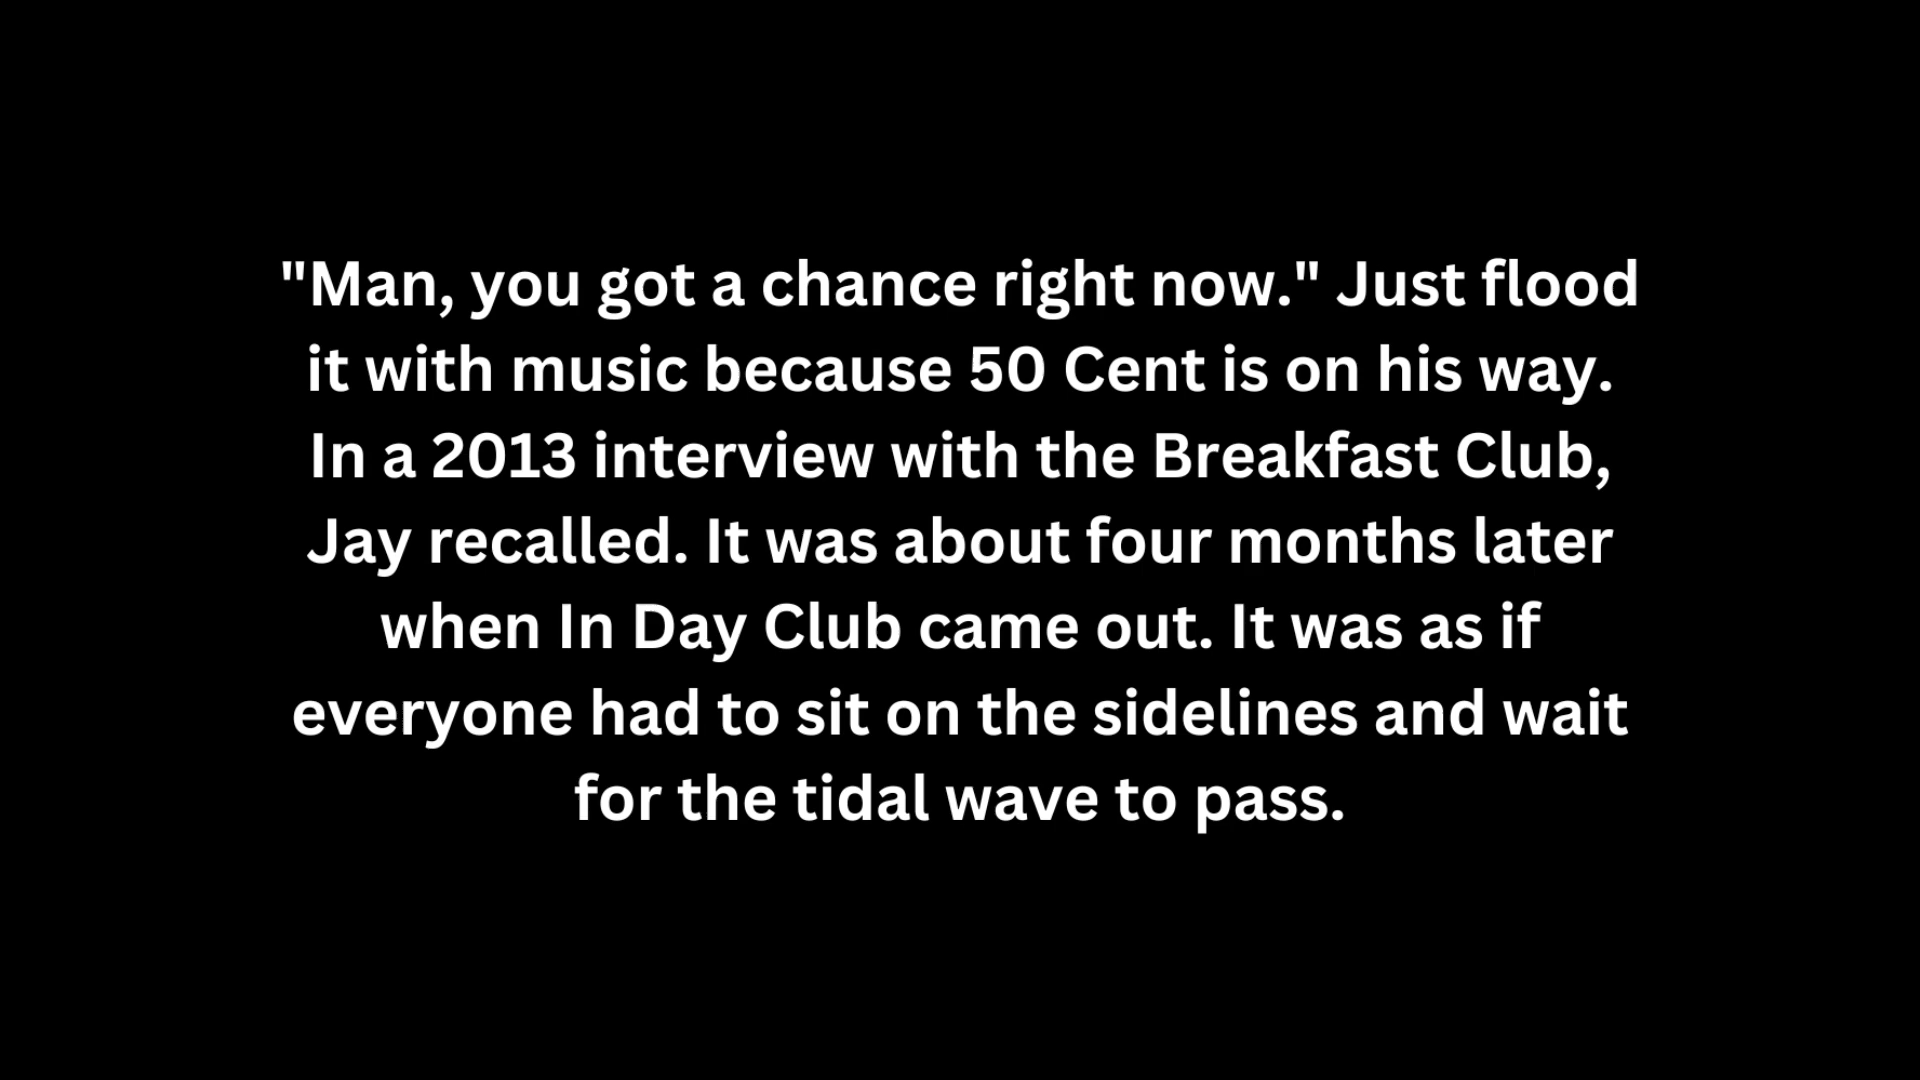 "Man, you got a chance right now." Just flood
it with music because 50 Cent is on his way.
In a 2013 interview with the Breakfast Club,
Jay recalled. It was about four months later
when In Day Club came out. It was as if
everyone had to sit on the sidelines and wait
for the tidal wave to pass.